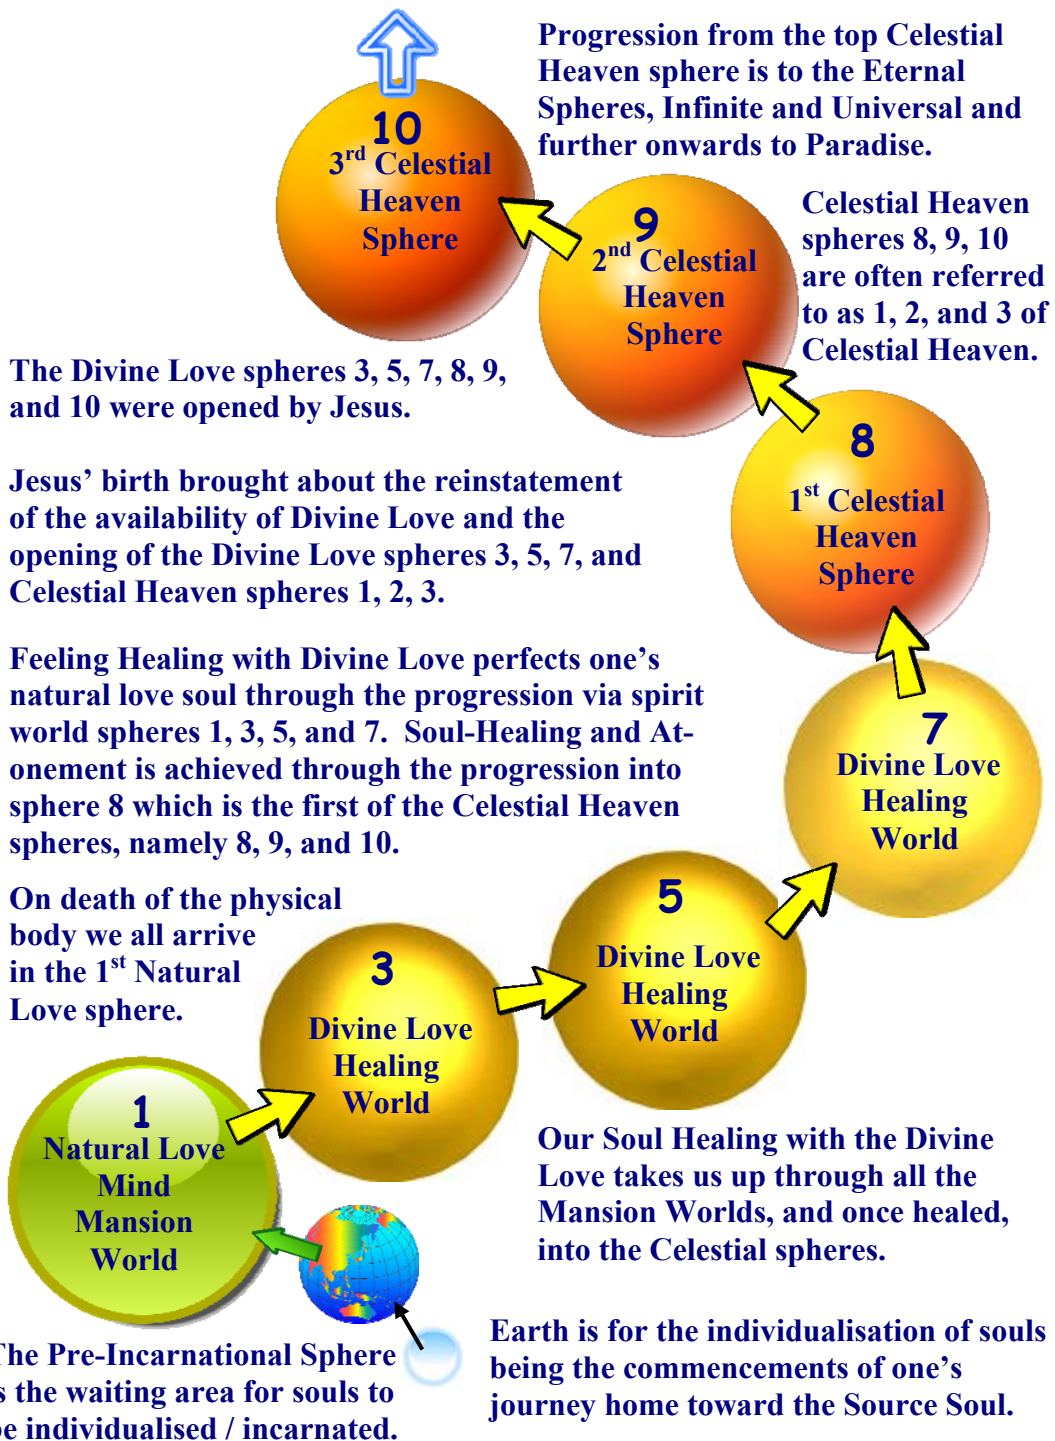 Progression from the top Celestial
Heaven sphere is to the Eternal
Spheres, Infinite and Universal and
further onwards to Paradise.
10
3rd Celestial
Heaven
Sphere
9
2nd Celestial
Heaven
Sphere
Celestial Heaven
spheres 8, 9, 10
are often referred
to as 1, 2, and 3 of
Celestial Heaven.
The Divine Love spheres 3, 5, 7, 8, 9,
and 10 were opened by Jesus.
8
1st Celestial
Heaven
Sphere
Jesus’ birth brought about the reinstatement
of the availability of Divine Love and the
opening of the Divine Love spheres 3, 5, 7, and
Celestial Heaven spheres 1, 2, 3.
Feeling Healing with Divine Love perfects one’s
natural love soul through the progression via spirit
world spheres 1, 3, 5, and 7.  Soul-Healing and At-
onement is achieved through the progression into
sphere 8 which is the first of the Celestial Heaven
spheres, namely 8, 9, and 10.
7
Divine Love
Healing
World
On death of the physical
body we all arrive
in the 1st Natural
Love sphere.
5
Divine Love
Healing
World
3
Divine Love
Healing
World
1
Natural Love
Mind
Mansion
World
Our Soul Healing with the Divine
Love takes us up through all the
Mansion Worlds, and once healed,
into the Celestial spheres.
The Pre-Incarnational Sphere
s the waiting area for souls to
be individualised / incarnated.
Earth is for the individualisation of souls
being the commencements of one’s
journey home toward the Source Soul.